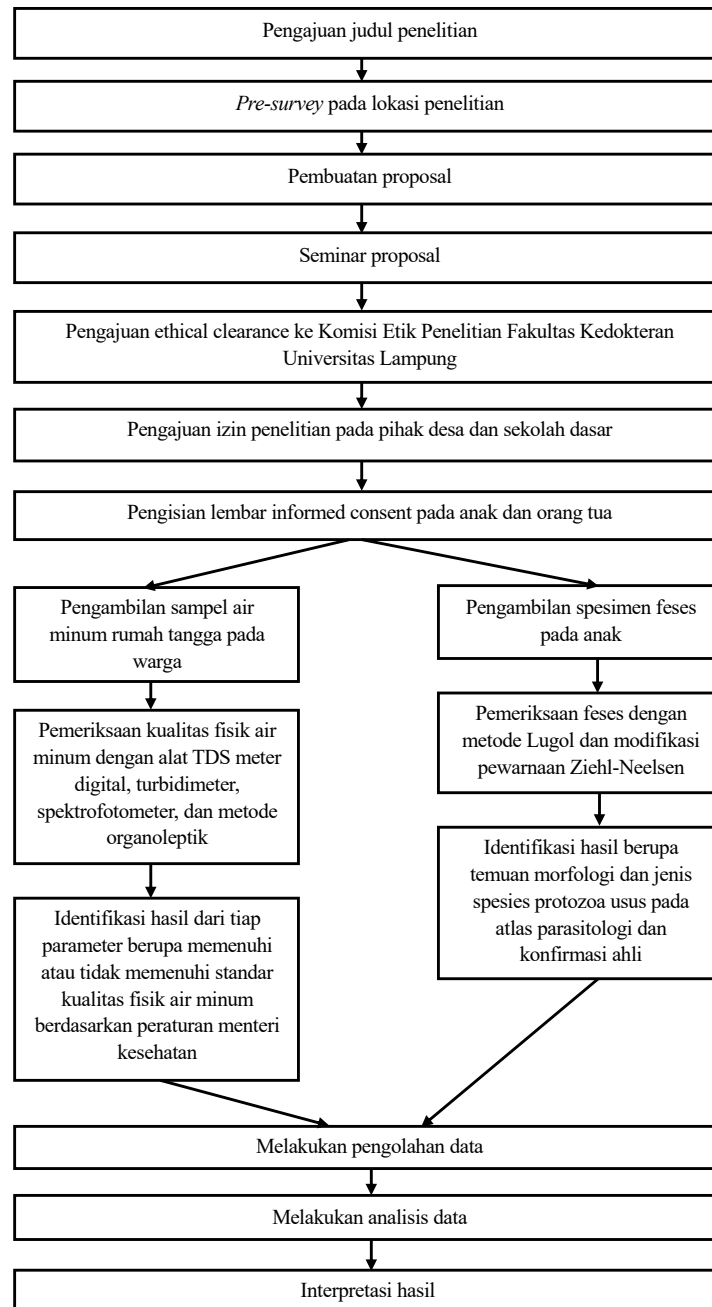 Pengajuan judul penelitian
Pre-survey pada lokasi penelitian
Pembuatan proposal
Seminar proposal
Pengajuan ethical clearance ke Komisi Etik Penelitian Fakultas Kedokteran
Universitas Lampung
Pengajuan izin penelitian pada pihak desa dan sekolah dasar
Pengisian lembar informed consent pada anak dan orang tua
Pengambilan sampel air
minum rumah tangga pada
warga
Pemeriksaan kualitas fisik air
minum dengan alat TDS meter
digital, turbidimeter,
spektrofotometer, dan metode
organoleptik
Identifikasi hasil dari tiap
parameter berupa memenuhi
atau tidak memenuhi standar
kualitas fisik air minum
berdasarkan peraturan menteri
kesehatan
Pengambilan spesimen feses
pada anak
Pemeriksaan feses dengan
metode Lugol dan modifikasi
pewarnaan Ziehl-Neelsen
Identifikasi hasil berupa
temuan morfologi dan jenis
spesies protozoa usus pada
atlas parasitologi dan
konfirmasi ahli
Melakukan pengolahan data
Melakukan analisis data
Interpretasi hasil